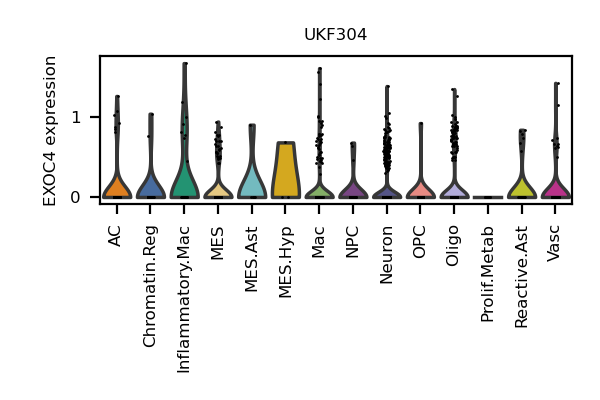 UKF304
EXOC4 expression
1
0
AC
Chromatin.Reg
Inflammatory.Mac
MES
MES.Ast
MES.Hyp
Mac
NPC
Neuron
OPC
Oligo
Prolif.Metab
Reactive.Ast
Vasc